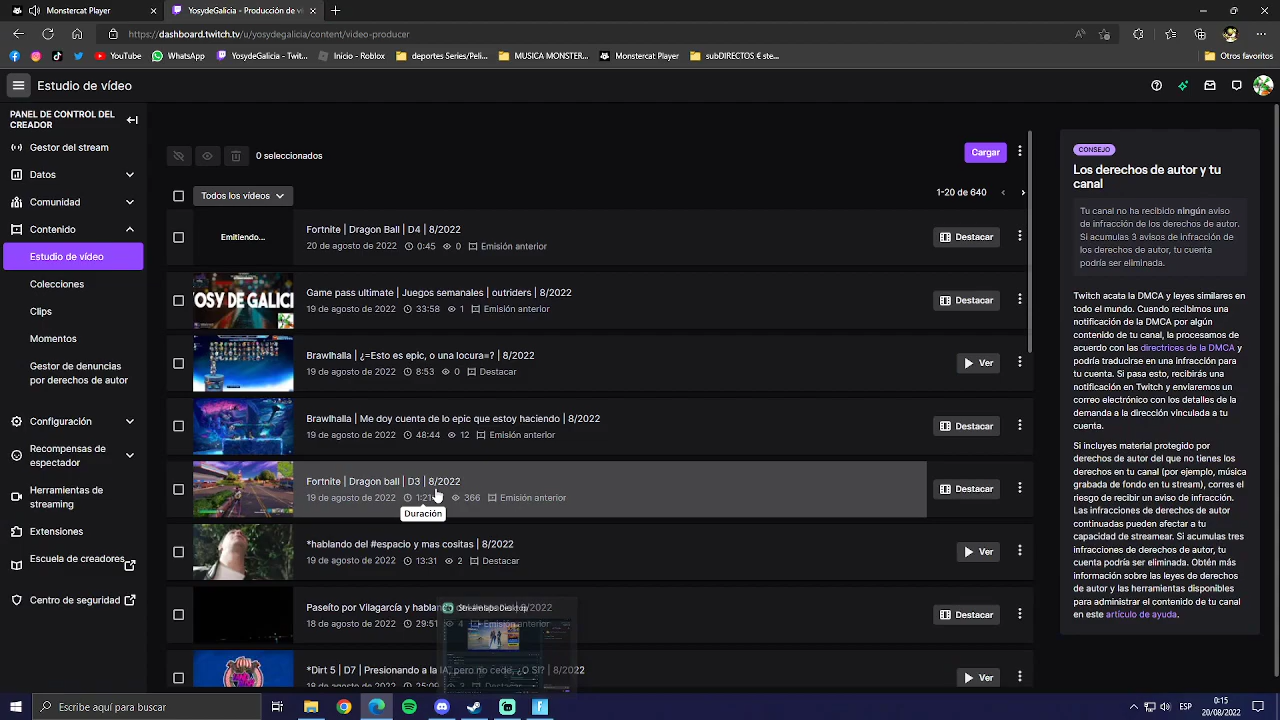 Monstercat Player
YosydeGalicia - Producción de ví
https://dashboard.twitch.tv/u/yosydegalicia/content/video-producer
YouTube
WhatsApp
YosydeGalicia - Twit...
Inicio - Roblox
deportes Series/Peli...
MUSICA MONSTOS...
Monstercat Player
subDIRECTOS € ste...
Otros favoritos
Estudio de vídeo
PANEL DE CONTROL DEL
CREADOR
Gestor del stream
Datos
Comunidad
Contenido
Estudio de vídeo
Colecciones
Clips
Momentos
Gestor de denuncias
por derechos de autor
Configuración
Recompensa de
espectador
Herramientas de
streaming
Extensiones
Escuela de creadores
Centro de seguridad
0 seleccionados
Cargar
Todos los vídeos
1-20 de 640
Emitiendo...
Fortnite | Dragon Ball | D4 | 8/2022
20 de agosto de 2022 0:45 0 Emisión anterior
Destacar
OSY DE GALICI
Game pass ultimate | Juegos semanales | outriders | 8/2022
19 de agosto de 2022 33:58 1 Emisión anterior
Destacar
Brawlhalla | ¿=Esto es epic, o una locura=? | 8/2022
19 de agosto de 2022 8:53 0 Destacar
Ver
Brawlhalla | Me doy cuenta de lo epic que estoy haciendo | 8/2022
19 de agosto de 2022 48:44 12 Emisión anterior
Destacar
Fortnite | Dragon ball | D3 | 8/2022
19 de agosto de 2022 366 Emisión anterior
Destacar
Duración
*hablando del #espacio y mas cositas | 8/2022
19 de agosto de 2022 13:31 2 Destacar
Ver
Streamlabs Desktop
Paseíto por Vilagarcía y
18 de agosto de 2022 29:51 4 Emisión anterior
Destacar
*Dirt 5 | D7 | Presionando a la IA, pero no cede, ¿O SI? | 8/2022
18 de agosto de 2022 3 Destacar
Ver
CONSEJO
Los derechos de autor y tu
canal
Tu canal no ha recibido ningún aviso
de infracción de los derechos de autor.
Si acumulas 3 avisos de infracción de
los derechos de autor, tu cuenta
podría ser eliminada.
Twitch acata la DMCA y leyes similares en
todo el mundo. Cuando recibimos una
notificación de la DMCA por algún
contenido de tu canal, actuamos de
acuerdo con las directrices de la DMCA y
podría traducirse en una infracción para
tu cuenta. Si pasa esto, recibirás una
notificación en Twitch y enviaremos un
correo electrónico con los detalles de la
demanda a la dirección vinculada a tu
cuenta.
Si incluyes material protegido por
derechos de autor del que no tienes los
derechos (por ejemplo, música
grabada de fondo en tu stream), corres el
riesgo de recibir un aviso de infracción.
Las infracciones de derechos de autor
pueden afectar a tu continua
capacidad de streamear. Si acumulas tres
infracciones de derechos de autor, tu
cuenta podría ser eliminada. Obtén más
información sobre las leyes de derechos
de autor y las herramientas disponibles
para administrar el contenido de tu canal
en este artículo de ayuda.
Escribe aquí para buscar
0:15
20/08/2022